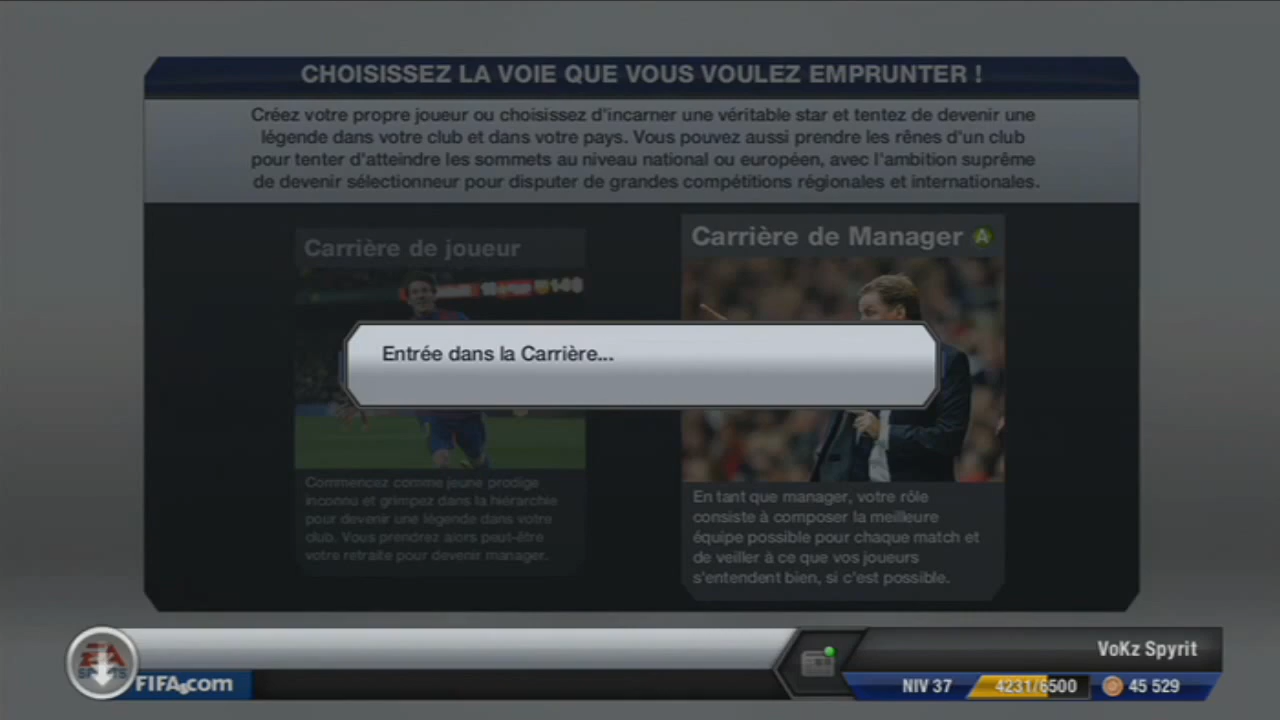 CHOISISSEZ LA VOIE QUE VOUS VOULEZ EMPRUNTER !
Créez votre propre joueur ou choisissez d'incarner une véritable star et tentez de devenir une
légende dans votre club et dans votre pays. Vous pouvez aussi prendre les rênes d'un club
pour tenter d'atteindre les sommets au niveau national ou européen, avec l'ambition suprême
de devenir sélectionneur pour disputer de grandes compétitions régionales et internationales.
Carrière de joueur
Commencez comme jeune prodige
inconnu et grimpez dans la hiérarchie
pour devenir une légende dans votre
club. Vous prendrez alors peut-être
votre retraite pour devenir manager.
Carrière de Manager A
En tant que manager, votre rôle
consiste à composer la meilleure
équipe possible pour chaque match et
de veiller à ce que vos joueurs
s'entendent bien, si c'est possible.
Entrée dans la Carrière...
EA SPORTS
FIFA.com
VoKz Spyrit
NIV 37 4231/6500 45 529